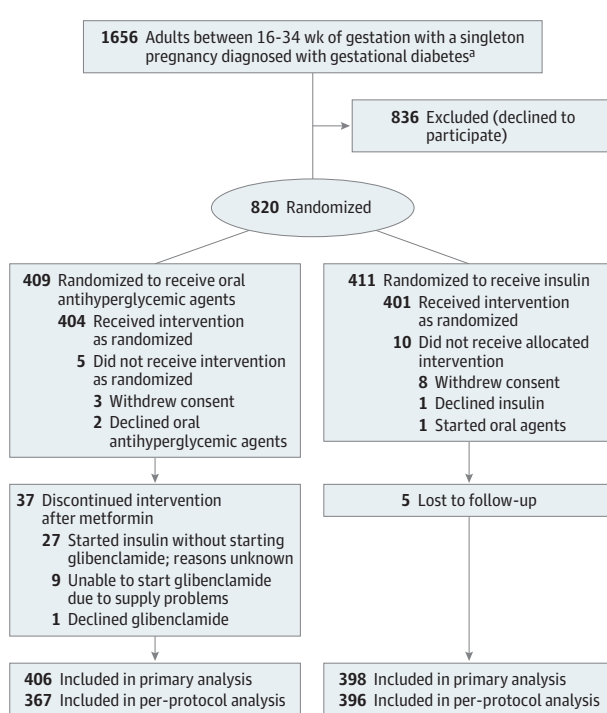 1656 Adults between 16-34 wk of gestation with a singleton
pregnancy diagnosed with gestational diabetesa
836 Excluded (declined to
participate)
820 Randomized
409 Randomized to receive oral
antihyperglycemic agents
404 Received intervention
as randomized
5 Did not receive intervention
as randomized
3 Withdrew consent
2 Declined oral
antihyperglycemic agents
411 Randomized to receive insulin
401 Received intervention
as randomized
10 Did not receive allocated
intervention
8 Withdrew consent
1 Declined insulin
1 Started oral agents
37 Discontinued intervention
after metformin
27 Started insulin without starting
glibenclamide; reasons unknown
9 Unable to start glibenclamide
due to supply problems
1 Declined glibenclamide
5 Lost to follow-up
406 Included in primary analysis
367 Included in per-protocol analysis
398 Included in primary analysis
396 Included in per-protocol analysis